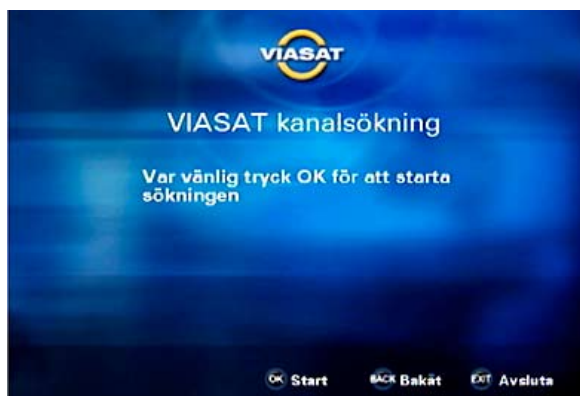 VIASAT
VIASAT kanalsökning
Var vänlig tryck OK för att starta
sökningen
OK Start BACK Bakåt EXIT Avsluta